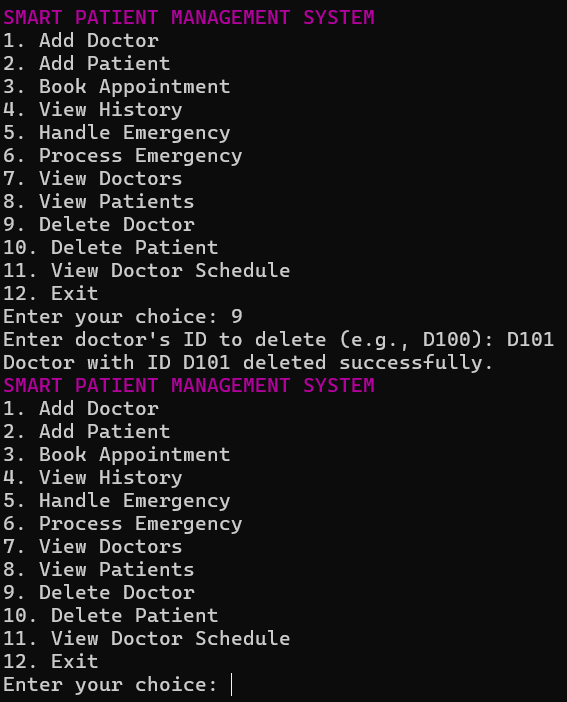 SMART PATIENT MANAGEMENT SYSTEM
1. Add Doctor
2. Add Patient
3. Book Appointment
4. View History
5. Handle Emergency
6. Process Emergency
7. View Doctors
8. View Patients
9. Delete Doctor
10. Delete Patient
11. View Doctor Schedule
12. Exit
Enter your choice: 9
Enter doctor's ID to delete (e.g., D100): D101
Doctor with ID D101 deleted successfully.
SMART PATIENT MANAGEMENT SYSTEM
1. Add Doctor
2. Add Patient
3. Book Appointment
4. View History
5. Handle Emergency
6. Process Emergency
7. View Doctors
8. View Patients
9. Delete Doctor
10. Delete Patient
11. View Doctor Schedule
12. Exit
Enter your choice: